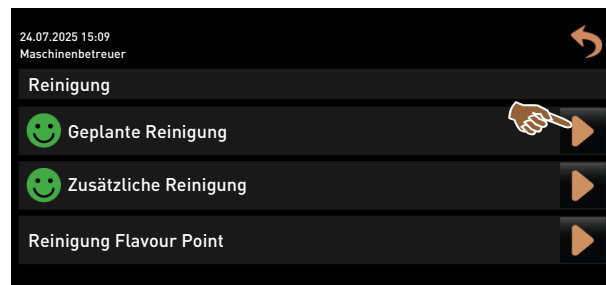 24.07.2025 15:09
Maschinenbetreuer
Reinigung
Geplante Reinigung
Zusätzliche Reinigung
Reinigung Flavour Point